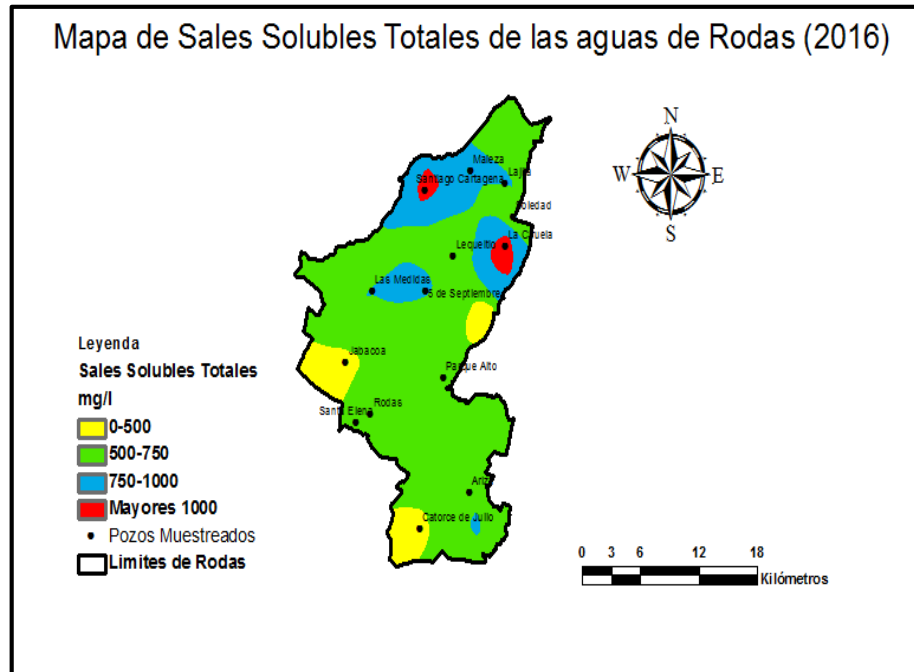 Mapa de Sales Solubles Totales de las aguas de Rodas (2016)
N
W
E
S
Maleza
Santiago Cartagena
Lajita
Soledad
La Ciruela
Lequeitio
Las Medidas
5 de Septiembre
Jabacoa
Parque Alto
Rodas
Santa Elena
Ariza
Catorce de Julio
Leyenda
Sales Solubles Totales
mg/l
0-500
500-750
750-1000
Mayores 1000
Pozos Muestreados
Limites de Rodas
0 3 6 12 18
Kilómetros